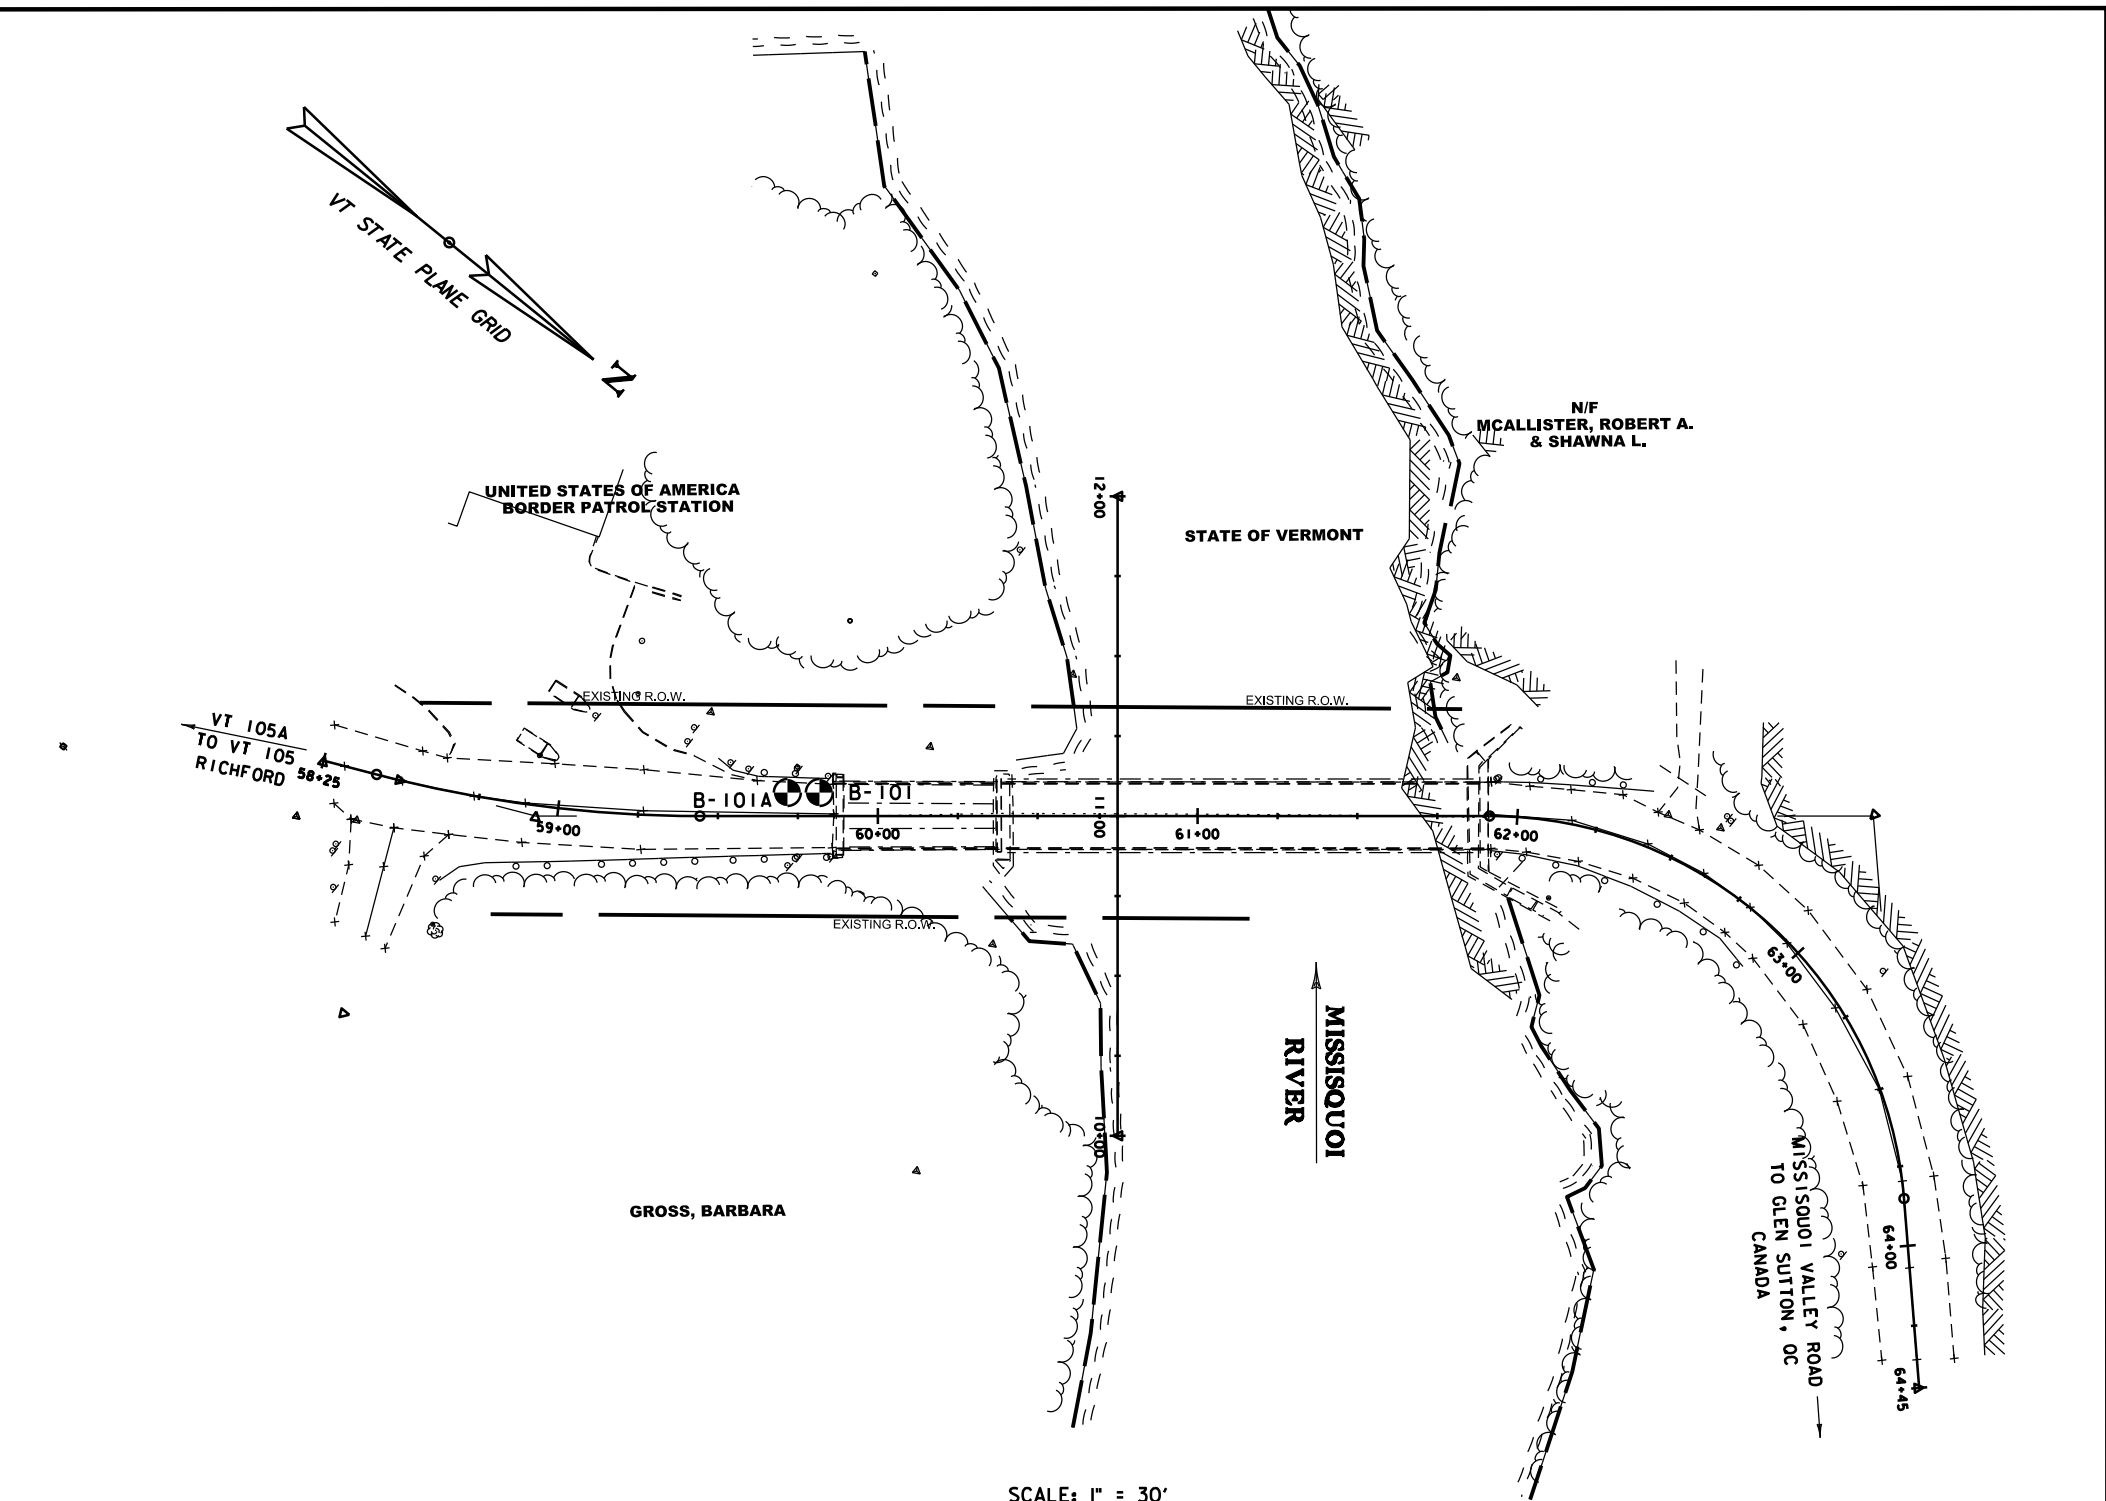 VT STATE PLANE GRID
N
UNITED STATES OF AMERICA
BORDER PATROL STATION
N/F
MCALLISTER, ROBERT A.
& SHAWNA L.
12+00
STATE OF VERMONT
EXISTING R.O.W.
EXISTING R.O.W.
VT 105A
TO VT 105
RICHFORD
58+25
B-101A
B-101
59+00
60+00
11+00
61+00
62+00
EXISTING R.O.W.
63+00
MISSISQUOI
RIVER
10+00
GROSS, BARBARA
MISSISQUOI VALLEY ROAD
TO GLEN SUTTON, QC
CANADA
64+00
64+45
SCALE: 1" = 30'